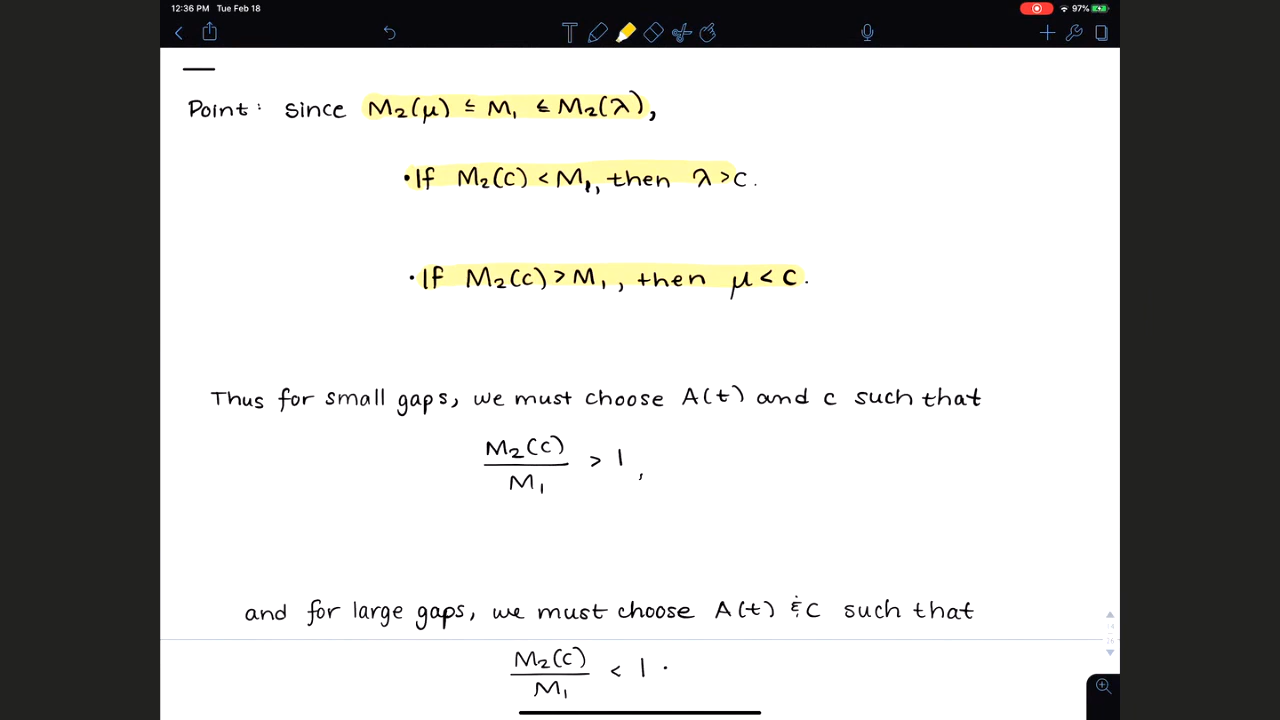 12:36 PM Tue Feb 18
97%
Point: since M₂(μ) ≤ M₁ ≤ M₂(λ),
• If M₂(c) < M₁, then λ > c.
• If M₂(c) > M₁, then μ < c.
Thus for small gaps, we must choose A(t) and c such that
M₂(c)
M₁
> 1,
and for large gaps, we must choose A(t) & c such that
M₂(c)
M₁
< 1.